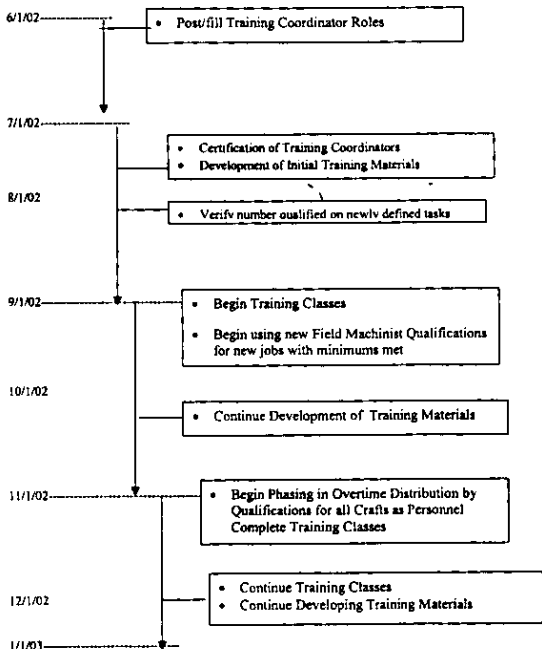 6/1/02
• Post/fill Training Coordinator Roles
7/1/02
• Certification of Training Coordinators
• Development of Initial Training Materials
8/1/02
• Verify number qualified on newly defined tasks
9/1/02
• Begin Training Classes
• Begin using new Field Machinist Qualifications
for new jobs with minimums met
10/1/02
• Continue Development of Training Materials
11/1/02
• Begin Phasing in Overtime Distribution by
Qualifications for all Crafts as Personnel
Complete Training Classes
• Continue Training Classes
12/1/02
• Continue Developing Training Materials
1/1/03